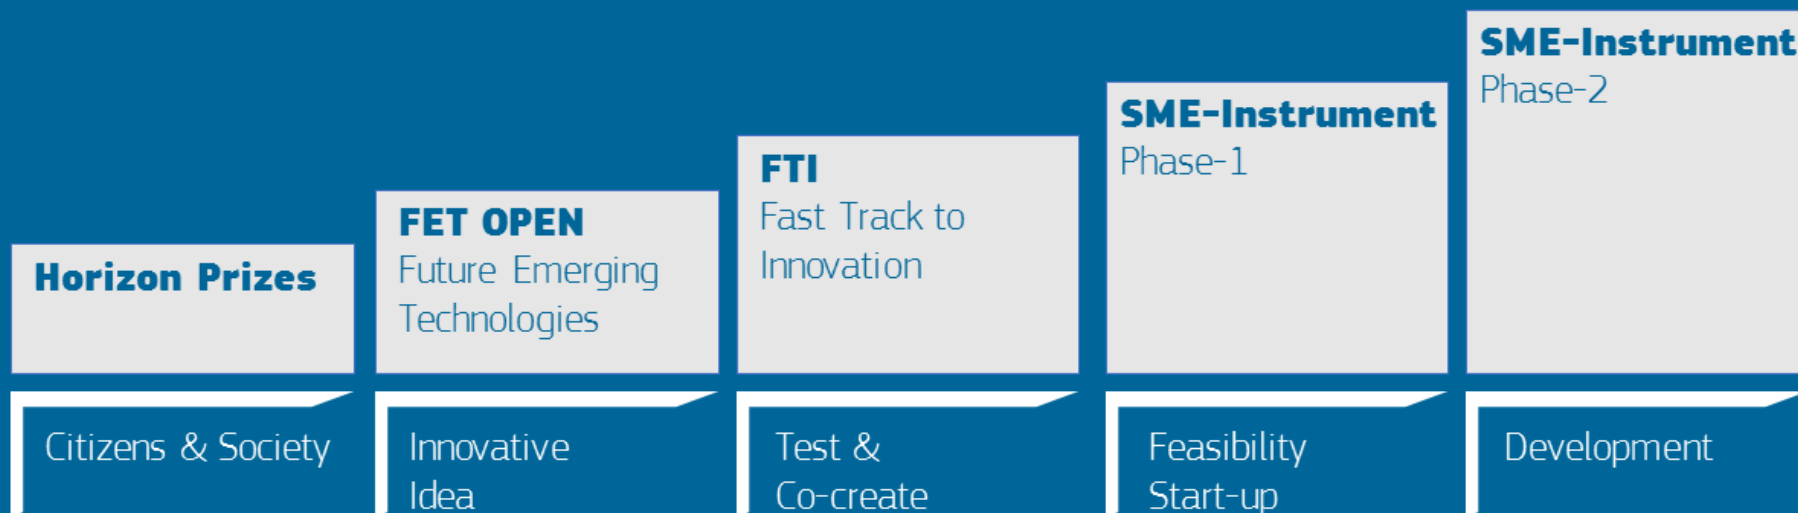 Horizon Prizes
FET OPEN
Future Emerging
Technologies
FTI
Fast Track to
Innovation
SME-Instrument
Phase-1
SME-Instrument
Phase-2
Citizens & Society
Innovative
Idea
Test &
Co-create
Feasibility
Start-up
Development